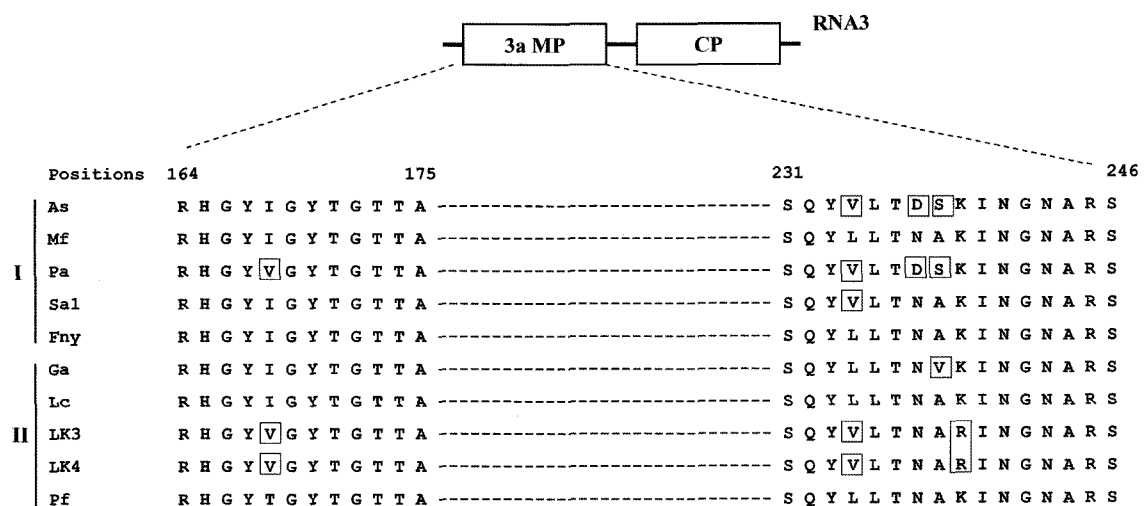 RNA3
3a MP CP
Positions 164 175 231 246
I
As R H G Y I G Y T G T T A ------------------------------ S Q Y V L T D S K I N G N A R S
Mf R H G Y I G Y T G T T A ------------------------------ S Q Y L L T N A K I N G N A R S
Pa R H G Y V G Y T G T T A ------------------------------ S Q Y V L T D S K I N G N A R S
Sa1 R H G Y I G Y T G T T A ------------------------------ S Q Y V L T N A K I N G N A R S
Fny R H G Y I G Y T G T T A ------------------------------ S Q Y L L T N A K I N G N A R S
II
Ga R H G Y I G Y T G T T A ------------------------------ S Q Y L L T N V K I N G N A R S
Lc R H G Y I G Y T G T T A ------------------------------ S Q Y L L T N A K I N G N A R S
LK3 R H G Y V G Y T G T T A ------------------------------ S Q Y V L T N A R I N G N A R S
LK4 R H G Y V G Y T G T T A ------------------------------ S Q Y V L T N A R I N G N A R S
Pf R H G Y T G Y T G T T A ------------------------------ S Q Y L L T N A K I N G N A R S